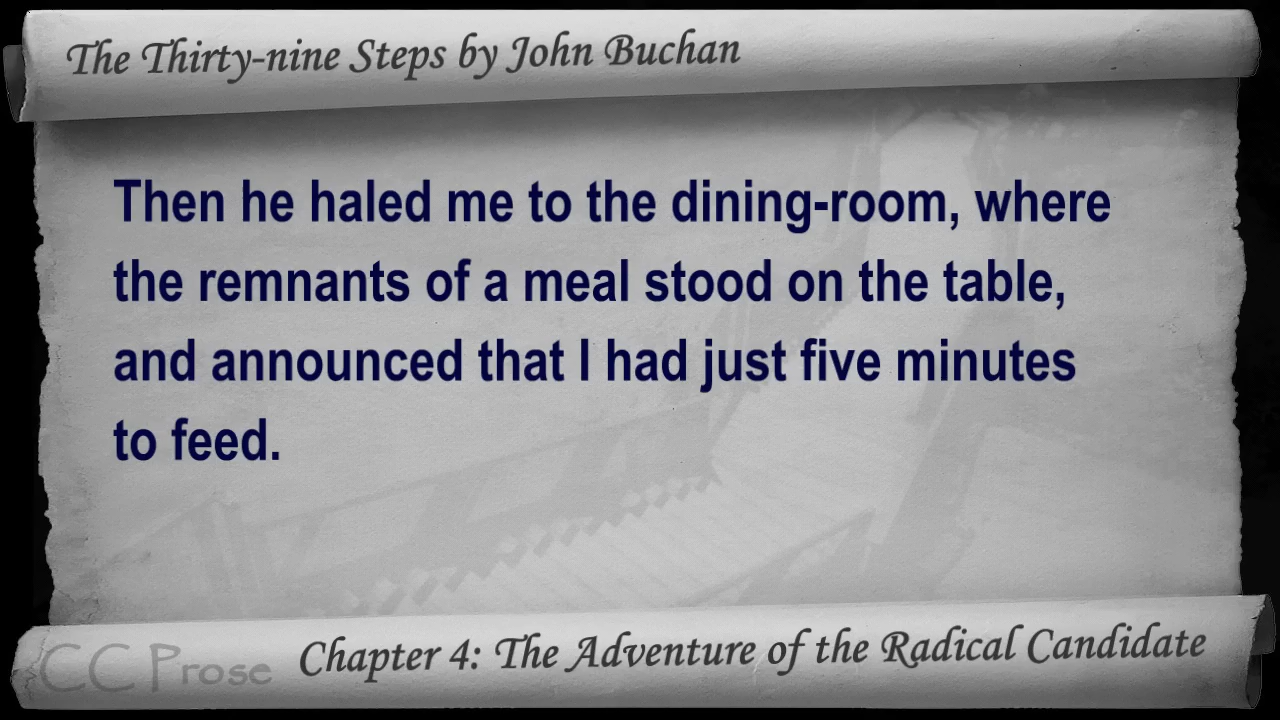 The Thirty-nine Steps by John Buchan
Then he haled me to the dining-room, where
the remnants of a meal stood on the table,
and announced that I had just five minutes
to feed.
CC Prose
Chapter 4: The Adventure of the Radical Candidate